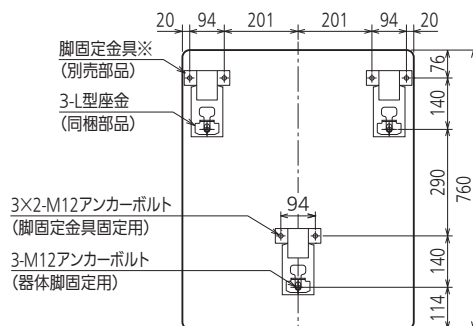 20 94 201 201 94 20
脚固定金具※
(別売部品)
3-L型座金
(同梱部品)
3×2-M12アンカーボルト
(脚固定金具固定用)
3-M12アンカーボルト
(器体脚固定用)
94
76
140
290
760
140
114